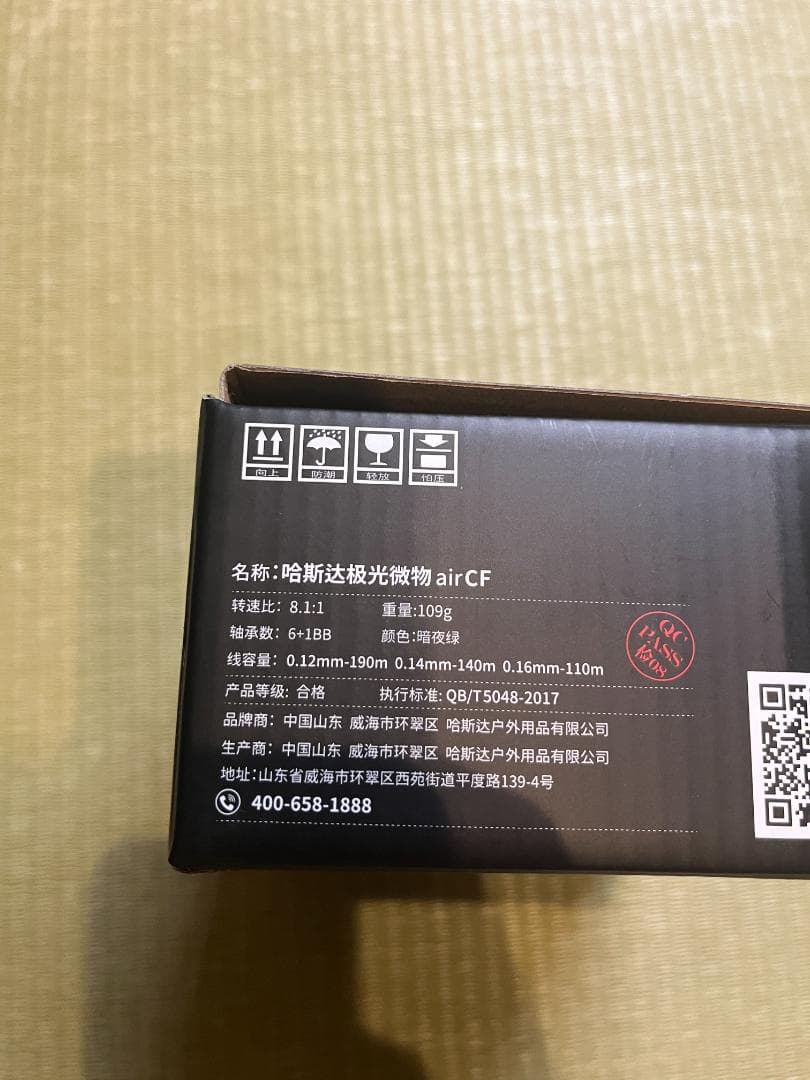 向上 防潮 轻放 怕压
名称：哈斯达极光微物 air CF
转速比： 8.1:1 重量:109g
轴承数： 6+1BB 颜色：暗夜绿
线容量： 0.12mm-190m 0.14mm-140m 0.16mm-110m
产品等级: 合格 执行标准: QB/T5048-2017
品牌商： 中国山东 威海市环翠区 哈斯达户外用品有限公司
生产商： 中国山东 威海市环翠区 哈斯达户外用品有限公司
地址：山东省威海市环翠区西苑街道平度路139-4号
400-658-1888
QC
PASS
检08